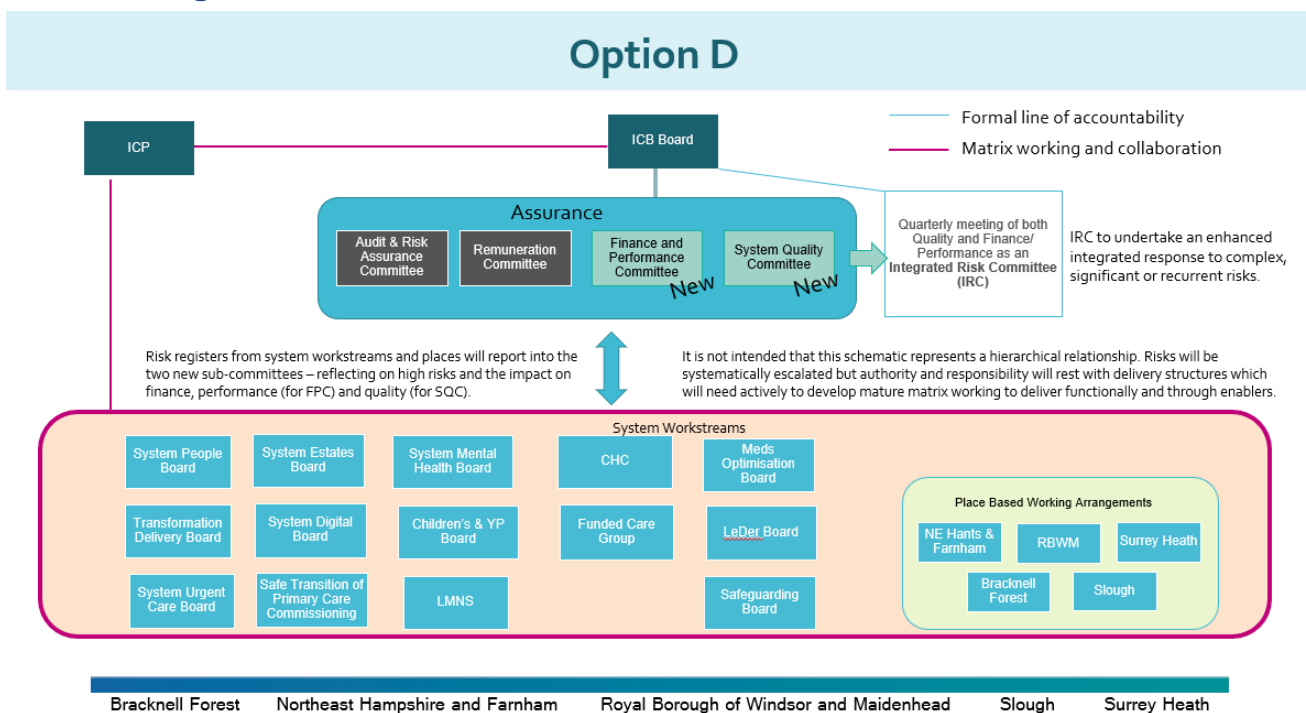 Option D
Formal line of accountability
Matrix working and collaboration
ICP
ICB Board
Assurance
Audit & Risk
Assurance
Committee
Remuneration
Committee
Finance and
Performance
Committee
New
System Quality
Committee
New
Quarterly meeting of both
Quality and Finance/
Performance as an
Integrated Risk Committee
(IRC)
IRC to undertake an enhanced
integrated response to complex,
significant or recurrent risks.
Risk registers from system workstreams and places will report into the
two new sub-committees – reflecting on high risks and the impact on
finance, performance (for FPC) and quality (for SQC).
It is not intended that this schematic represents a hierarchical relationship. Risks will be
systematically escalated but authority and responsibility will rest with delivery structures which
will need actively to develop mature matrix working to deliver functionally and through enablers.
System Workstreams
System People
Board
System Estates
Board
System Mental
Health Board
CHC
Meds
Optimisation
Board
Transformation
Delivery Board
System Digital
Board
Children's & YP
Board
Funded Care
Group
LeDer Board
System Urgent
Care Board
Safe Transition of
Primary Care
Commissioning
LMNS
Safeguarding
Board
Place Based Working Arrangements
NE Hants &
Farnham
RBWM
Surrey Heath
Bracknell
Forest
Slough
Bracknell Forest
Northeast Hampshire and Farnham
Royal Borough of Windsor and Maidenhead
Slough
Surrey Heath